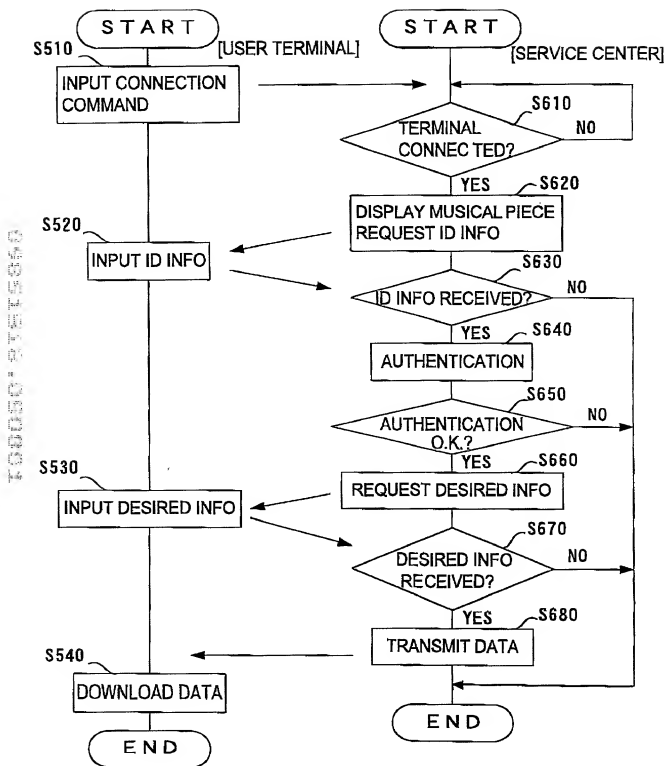 START
START
[USER TERMINAL]
[SERVICE CENTER]
S510
INPUT CONNECTION
COMMAND
S610
TERMINAL
CONNECTED?
NO
YES
S620
DISPLAY MUSICAL PIECE
REQUEST ID INFO
S520
INPUT ID INFO
S630
ID INFO RECEIVED?
NO
YES
S640
AUTHENTICATION
S650
AUTHENTICATION
O.K.?
NO
YES
S660
REQUEST DESIRED INFO
S530
INPUT DESIRED INFO
S670
DESIRED INFO
RECEIVED?
NO
YES
S680
TRANSMIT DATA
S540
DOWNLOAD DATA
END
END